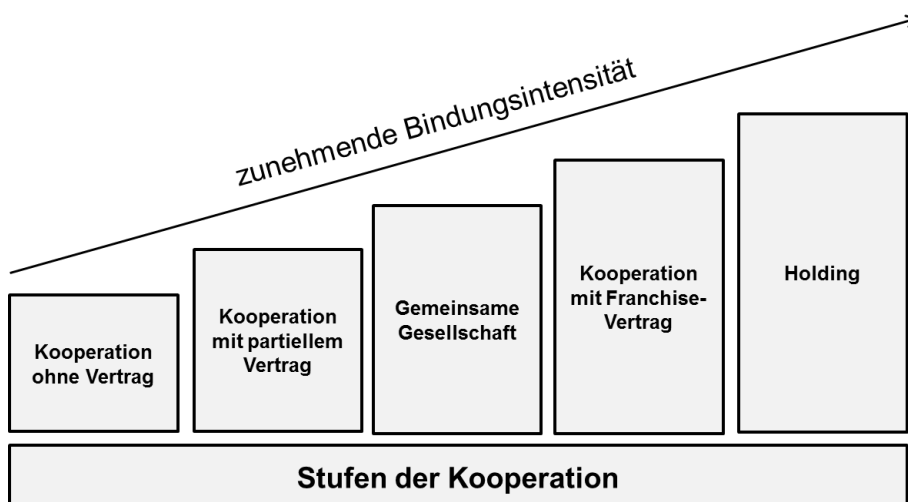 zunehmende Bindungsintensität
Kooperation
ohne Vertrag
Kooperation
mit partiellem
Vertrag
Gemeinsame
Gesellschaft
Kooperation
mit Franchise-
Vertrag
Holding
Stufen der Kooperation